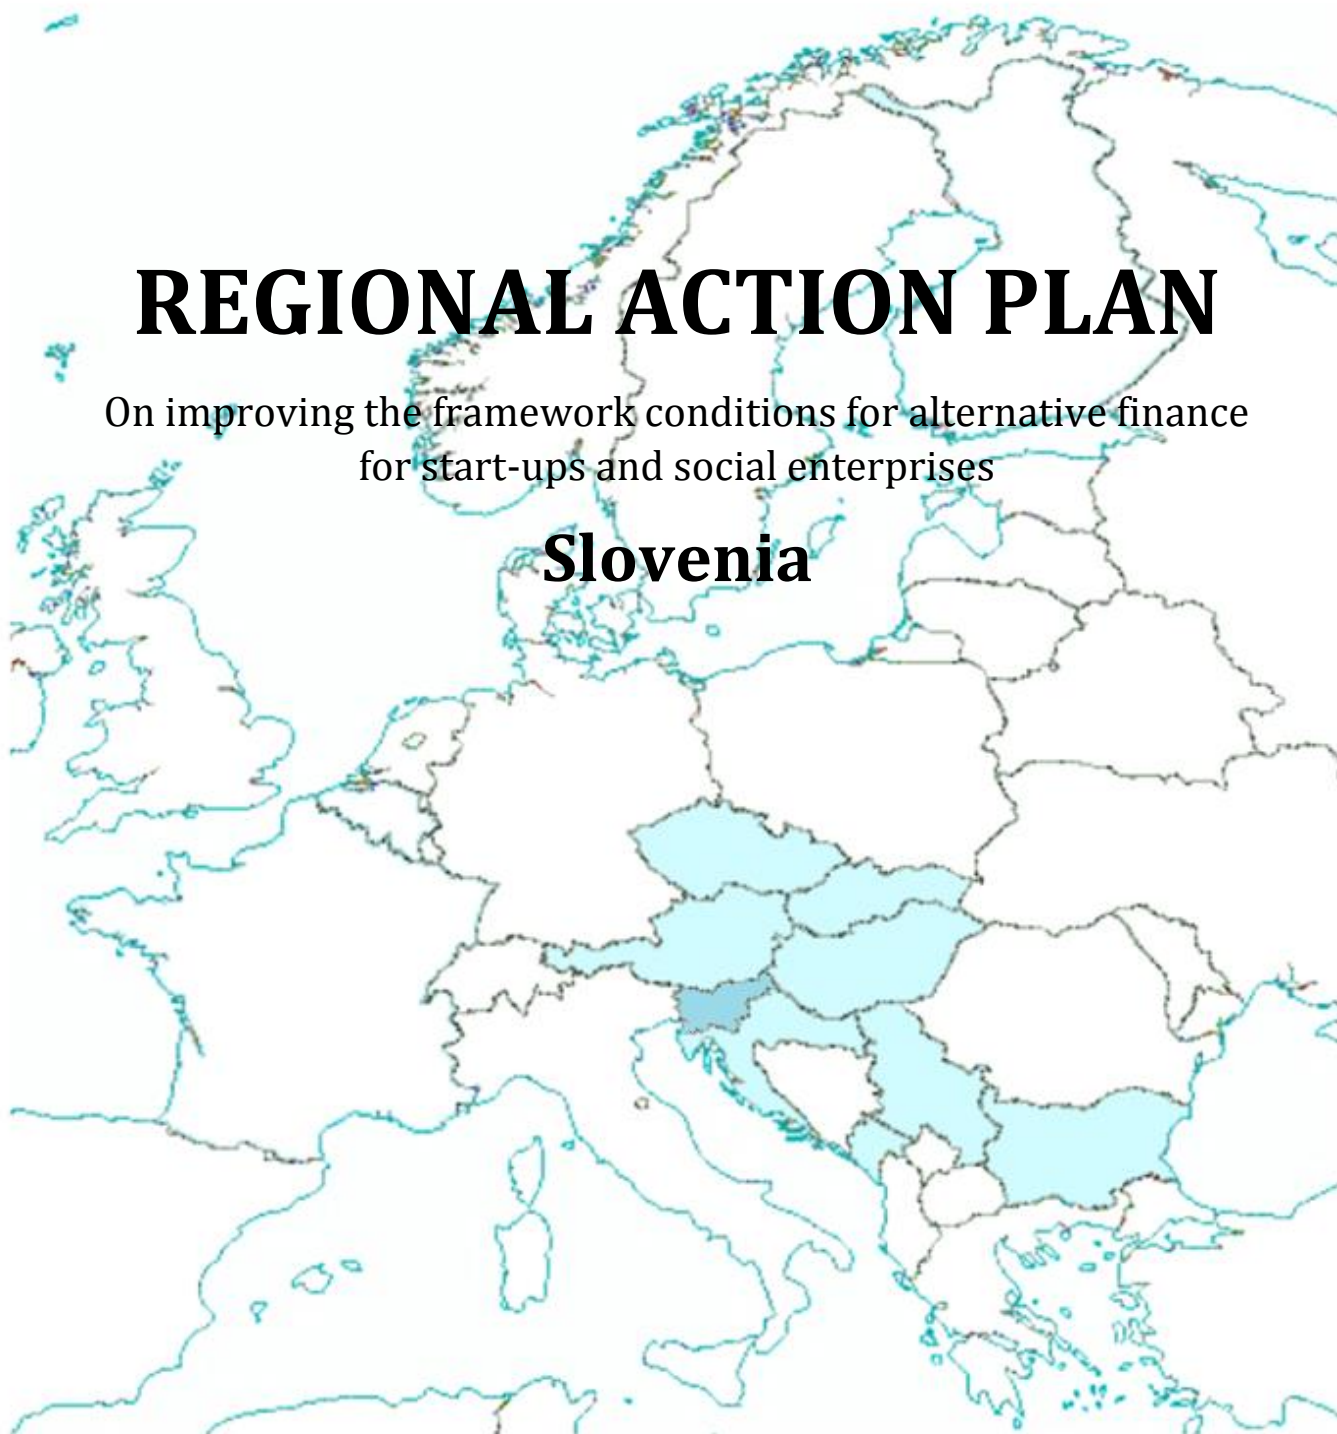 REGIONAL ACTION PLAN
On improving the framework conditions for alternative finance
for start-ups and social enterprises
Slovenia